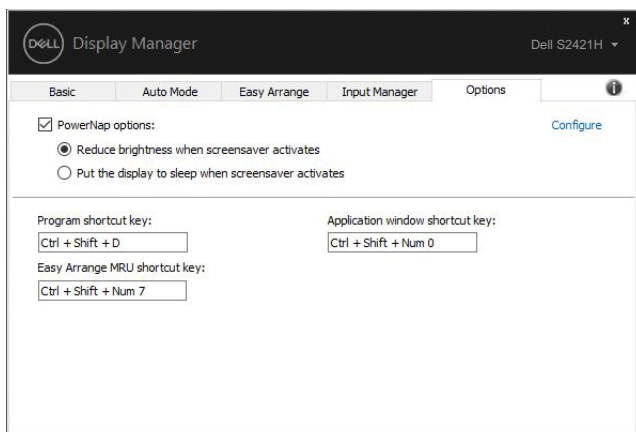 x
DELL Display Manager
Dell S2421H
Basic Auto Mode Easy Arrange Input Manager Options
PowerNap options:
Configure
Reduce brightness when screensaver activates
Put the display to sleep when screensaver activates
Program shortcut key:
Application window shortcut key:
Ctrl + Shift + D
Ctrl + Shift + Num 0
Easy Arrange MRU shortcut key:
Ctrl + Shift + Num 7